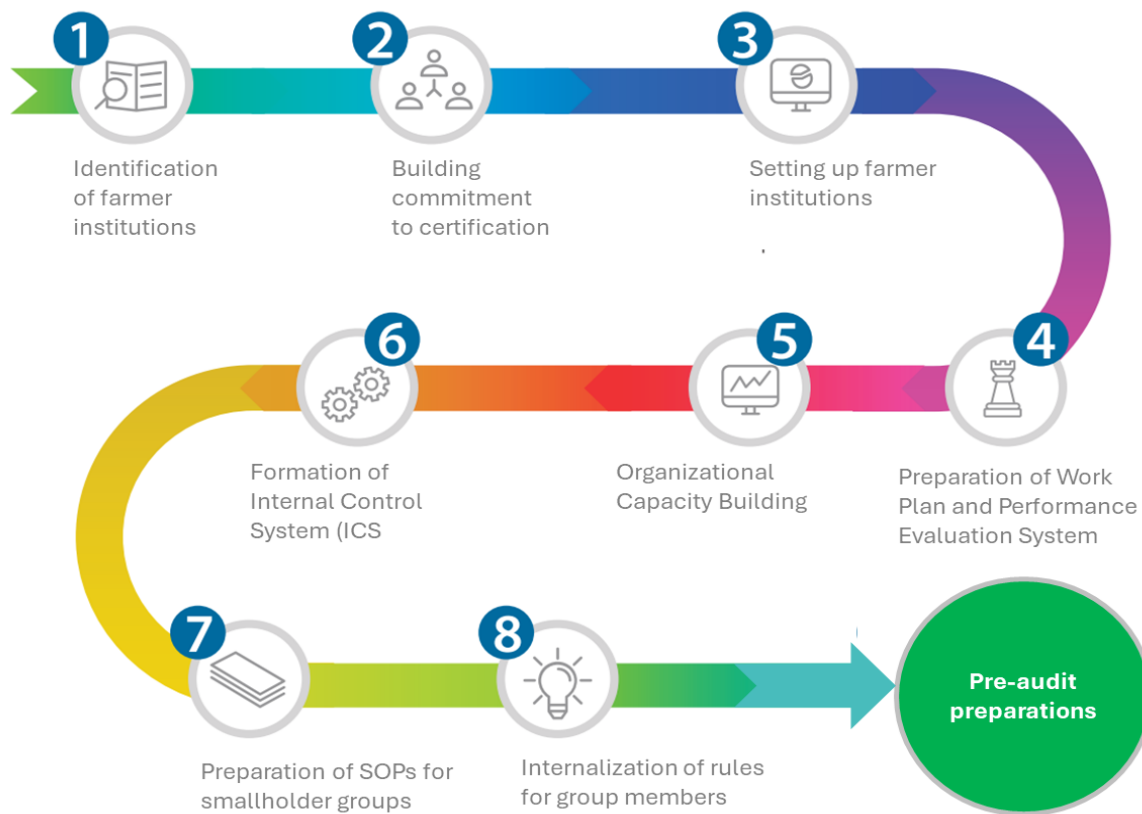 1
Identification
of farmer
institutions
2
Building
commitment
to certification
3
Setting up farmer
institutions
.
4
Preparation of Work
Plan and Performance
Evaluation System
5
Organizational
Capacity Building
6
Formation of
Internal Control
System (ICS
7
Preparation of SOPs for
smallholder groups
8
Internalization of rules
for group members
Pre-audit
preparations